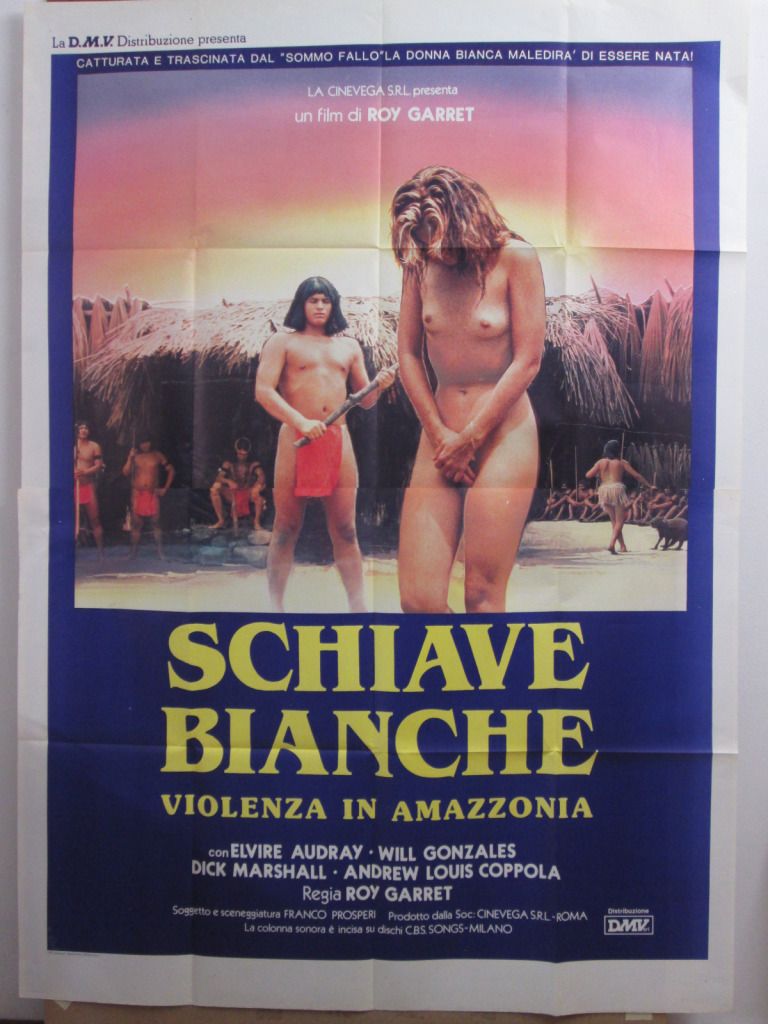 La D.M.V. Distribuzione presenta
CATTURATA E TRASCINATA DAL "SOMMO FALLO" LA DONNA BIANCA MALEDIRA' DI ESSERE NATA!
LA CINEVEGA S.R.L. presenta
un film di ROY GARRET
SCHIAVE
BIANCHE
VIOLENZA IN AMAZZONIA
con ELVIRE AUDRAY · WILL GONZALES
DICK MARSHALL · ANDREW LOUIS COPPOLA
Regia ROY GARRET
Soggetto e sceneggiatura FRANCO PROSPERI Prodotto dalla Soc: CINEVEGA S.R.L - ROMA
La colonna sonora è incisa su dischi C.B.S. SONGS - MILANO
Distribuzione
DMV